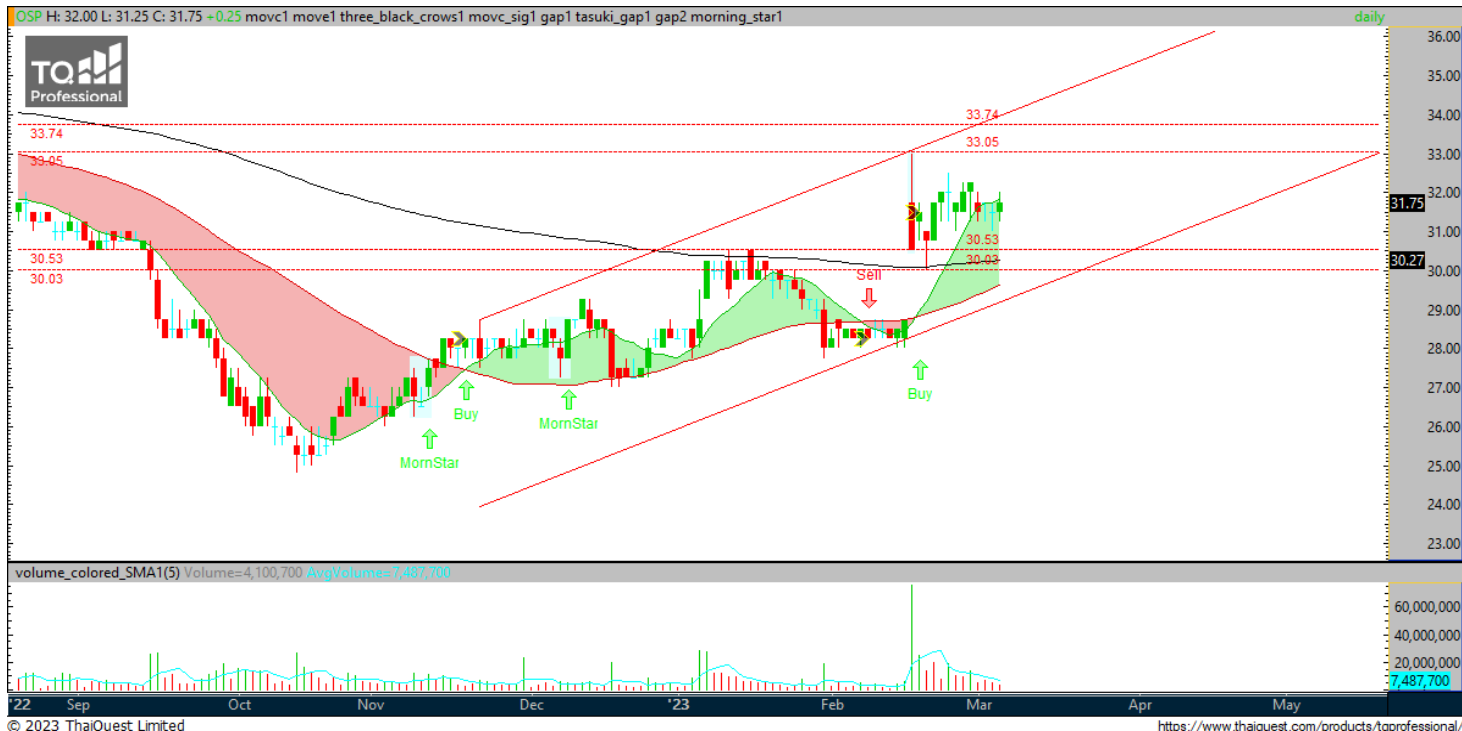 OSP H: 32.00 L: 31.25 C: 31.75 +0.25 movc1 move1 three_black_crows1 movc_sig1 gap1 tasuki_gap1 gap2 morning_star1
daily
TQ
Professional
36.00
35.00
34.00
33.00
32.00
31.75
31.00
30.27
30.00
29.00
28.00
27.00
26.00
25.00
24.00
23.00
33.74
33.74
33.05
33.05
30.53
30.53
30.03
30.03
Sell
Buy
Buy
MornStar
MornStar
volume_colored_SMA1(5) Volume=4,100,700 AvgVolume=7,487,700
60,000,000
40,000,000
20,000,000
7,487,700
'22 Sep Oct Nov Dec '23 Feb Mar Apr May
© 2023 ThaiQuest Limited
https://www.thaiquest.com/products/tqprofessional/